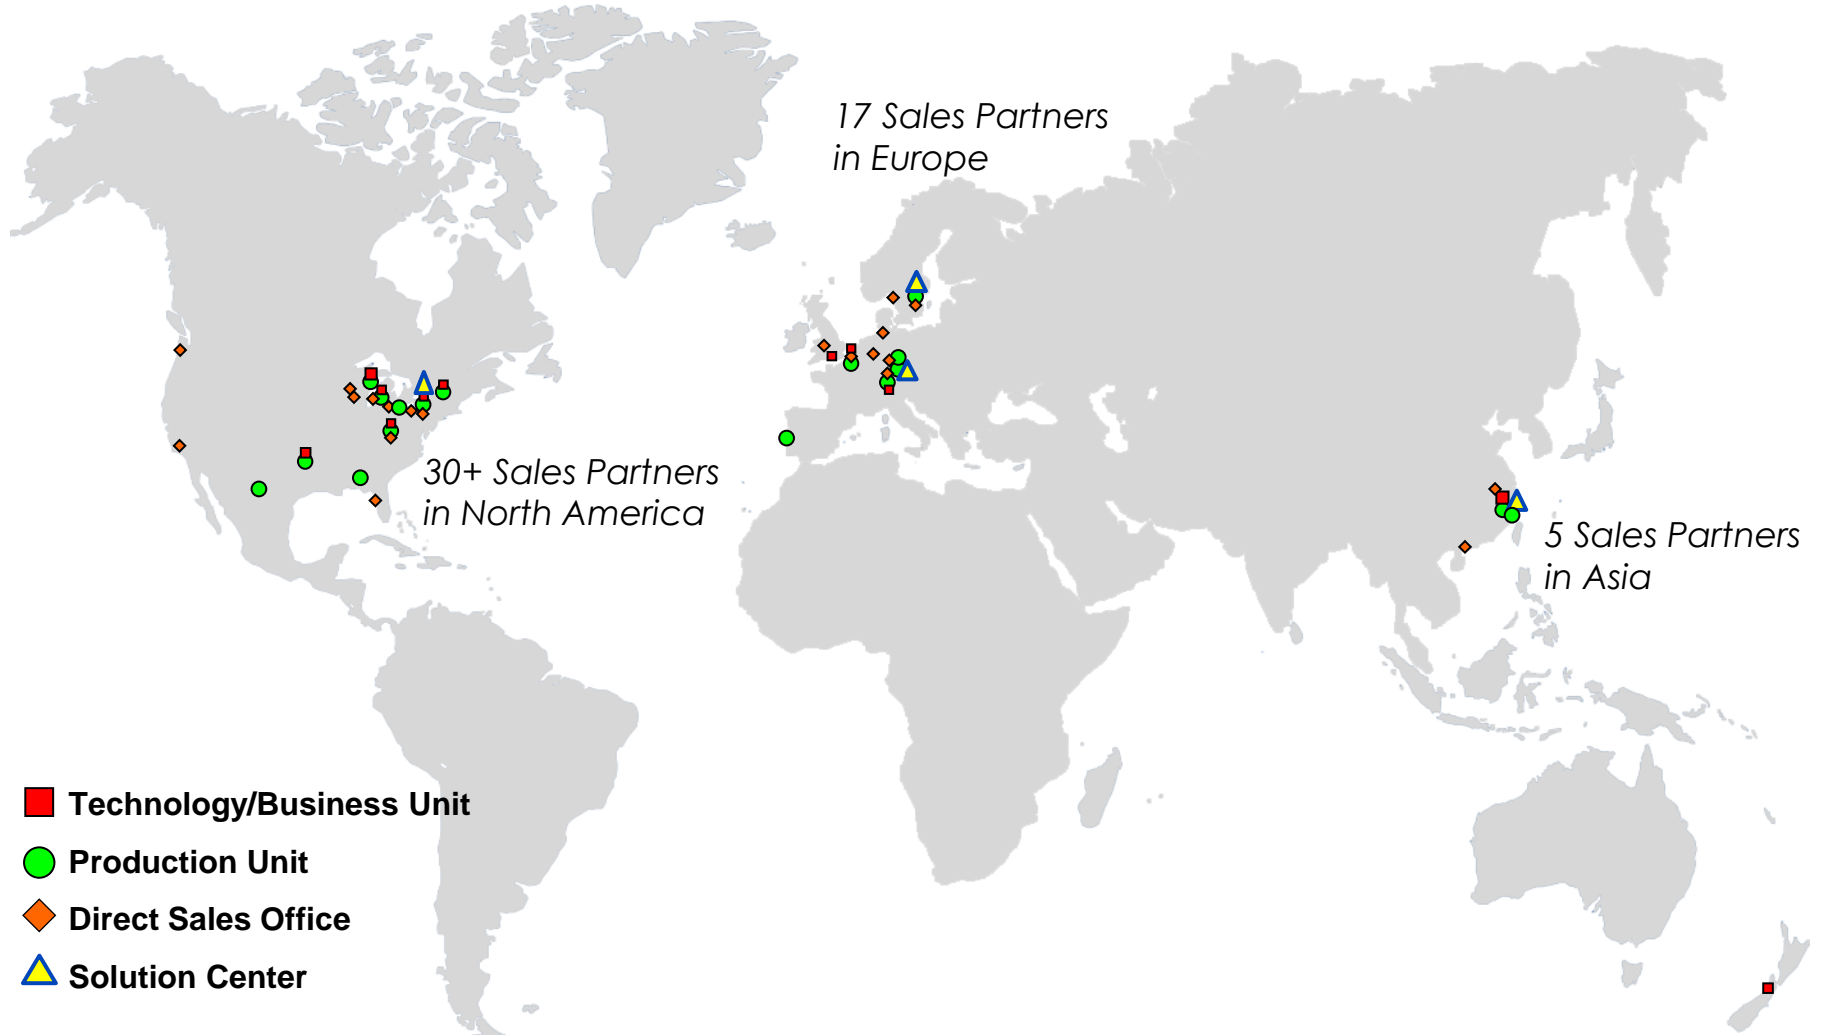 17 Sales Partners
in Europe
30+ Sales Partners
in North America
5 Sales Partners
in Asia
Technology/Business Unit
Production Unit
Direct Sales Office
Solution Center